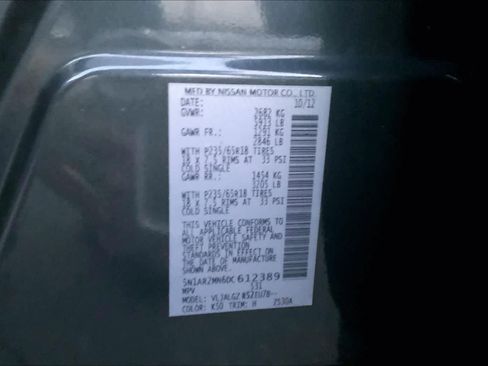 MFD BY NISSAN MOTOR CO., LTD.
DATE: 10/12
GVWR: 2682 KG
5913 LB
GAWR FR.: 1291 KG
2846 LB
WITH P235/65R18 TIRES
18 X 7.5 RIMS AT 33 PSI
COLD SINGLE
GAWR RR.: 1454 KG
3205 LB
WITH P235/65R18 TIRES
18 X 7.5 RIMS AT 33 PSI
COLD SINGLE
THIS VEHICLE CONFORMS TO
ALL APPLICABLE FEDERAL
MOTOR VEHICLE SAFETY AND
THEFT PREVENTION
STANDARDS IN EFFECT ON
THE DATE OF MANUFACTURE
SHOWN ABOVE.
5N1AR2MN6DC612389
MPV 531
MODEL:
COLOR: K50 TRIM: H 2530A